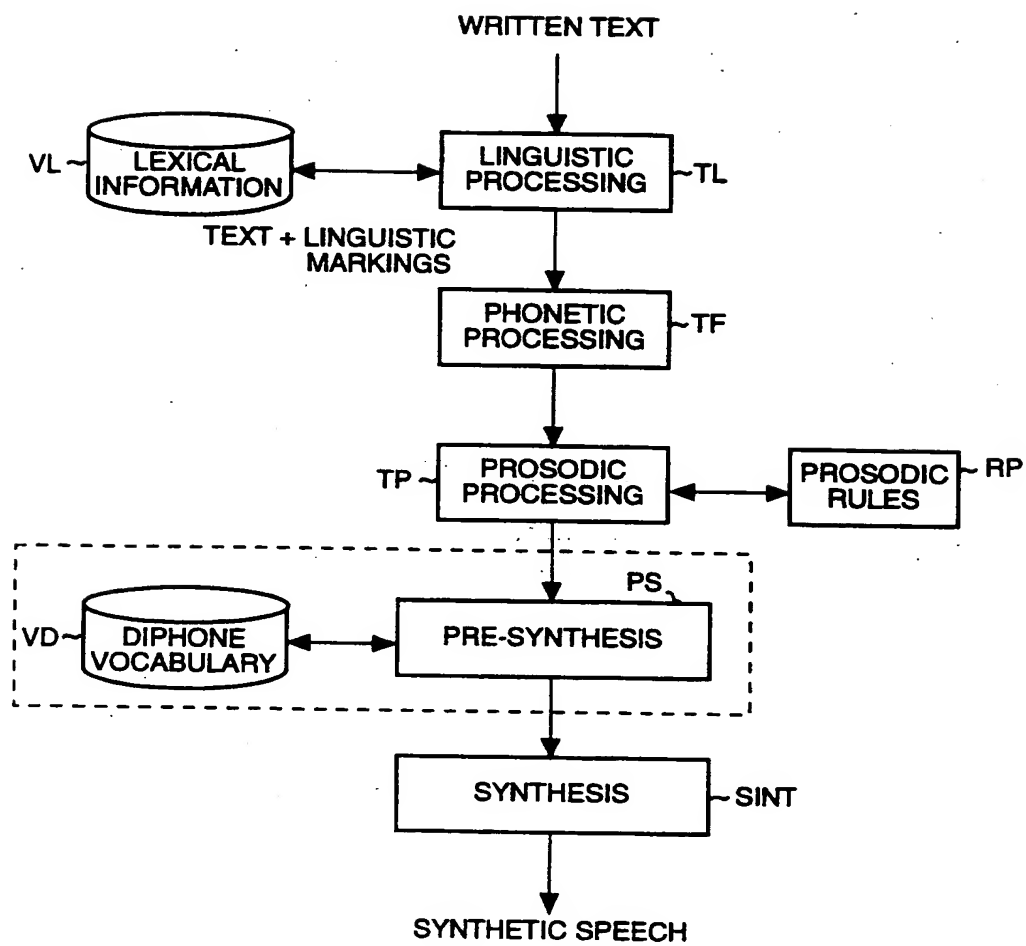 WRITTEN TEXT
VL
LEXICAL
INFORMATION
LINGUISTIC
PROCESSING
TL
TEXT + LINGUISTIC
MARKINGS
PHONETIC
PROCESSING
TF
TP
PROSODIC
PROCESSING
PROSODIC
RULES
RP
PS
VD
DIPHONE
VOCABULARY
PRE-SYNTHESIS
SYNTHESIS
SINT
SYNTHETIC SPEECH